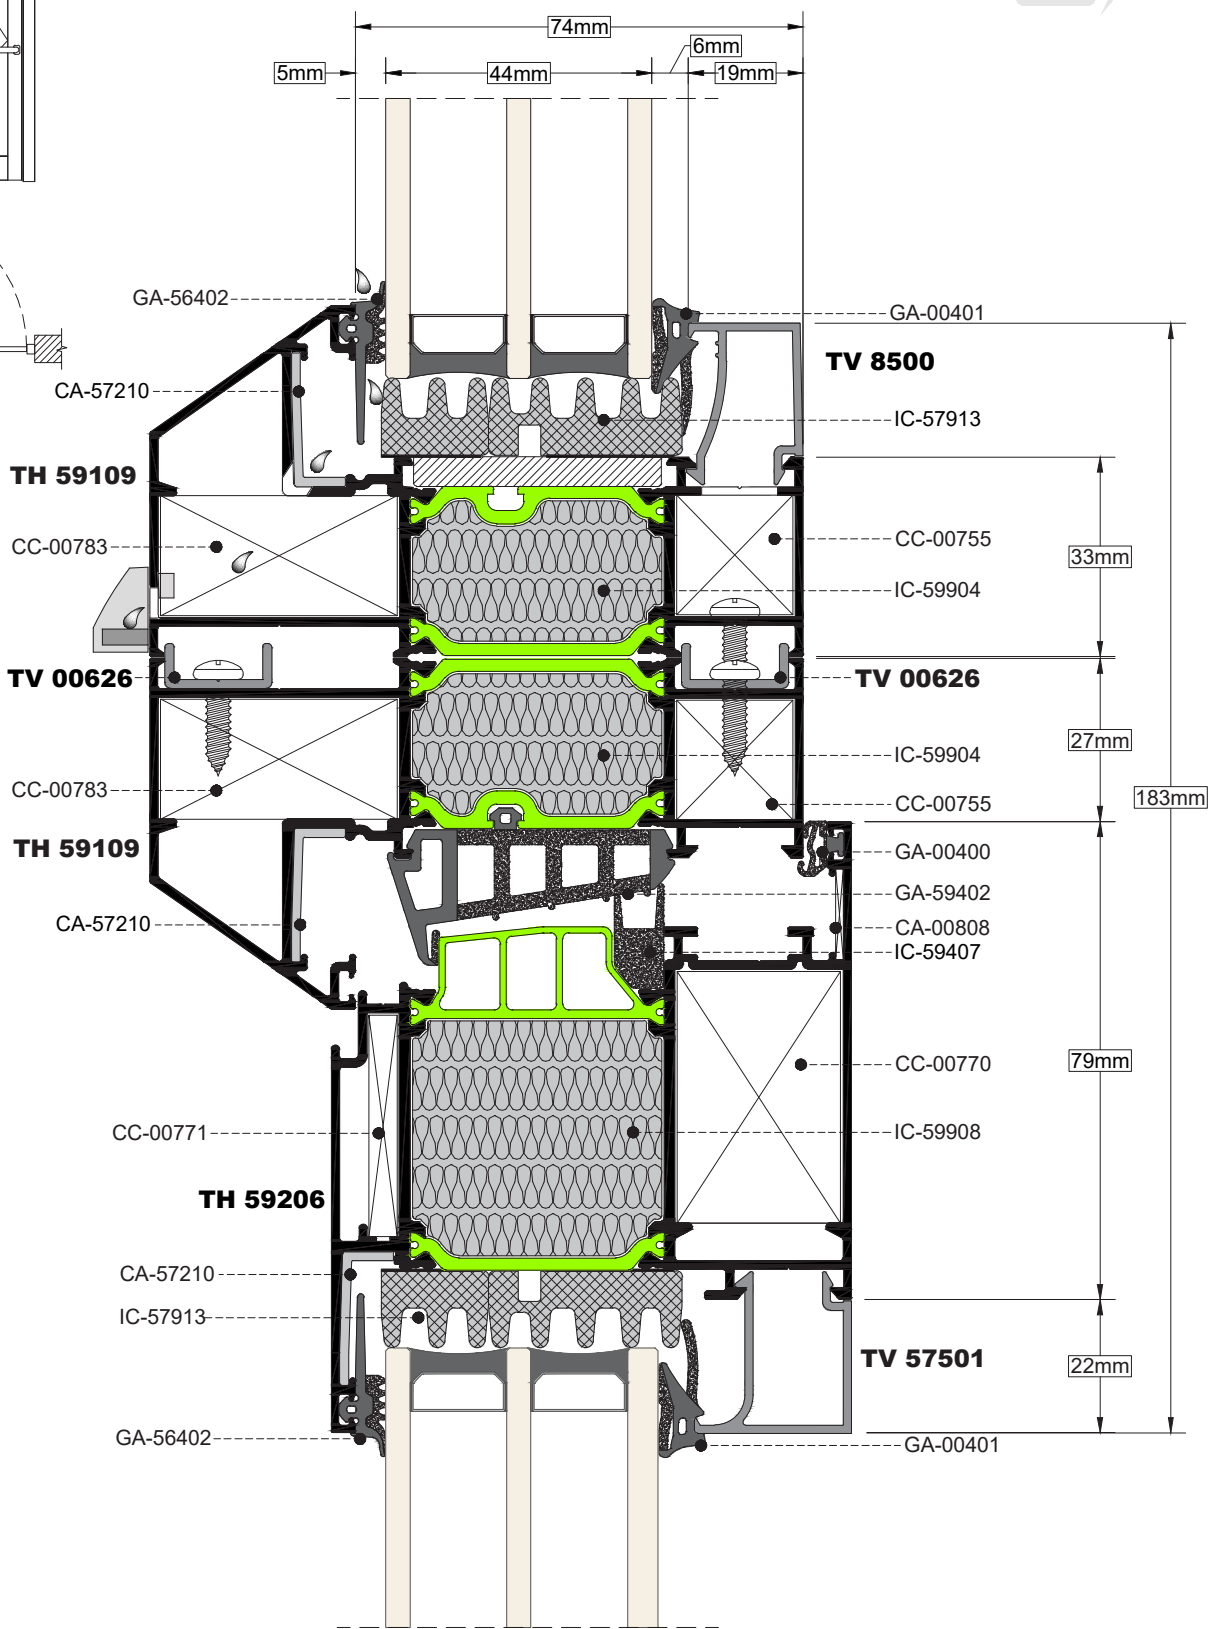 74mm
6mm
5mm
44mm
19mm
GA-56402
GA-00401
TV 8500
CA-57210
IC-57913
TH 59109
CC-00783
CC-00755
33mm
IC-59904
TV 00626
TV 00626
27mm
IC-59904
CC-00783
CC-00755
183mm
TH 59109
GA-00400
GA-59402
CA-57210
CA-00808
IC-59407
CC-00770
79mm
CC-00771
IC-59908
TH 59206
CA-57210
IC-57913
TV 57501
22mm
GA-56402
GA-00401